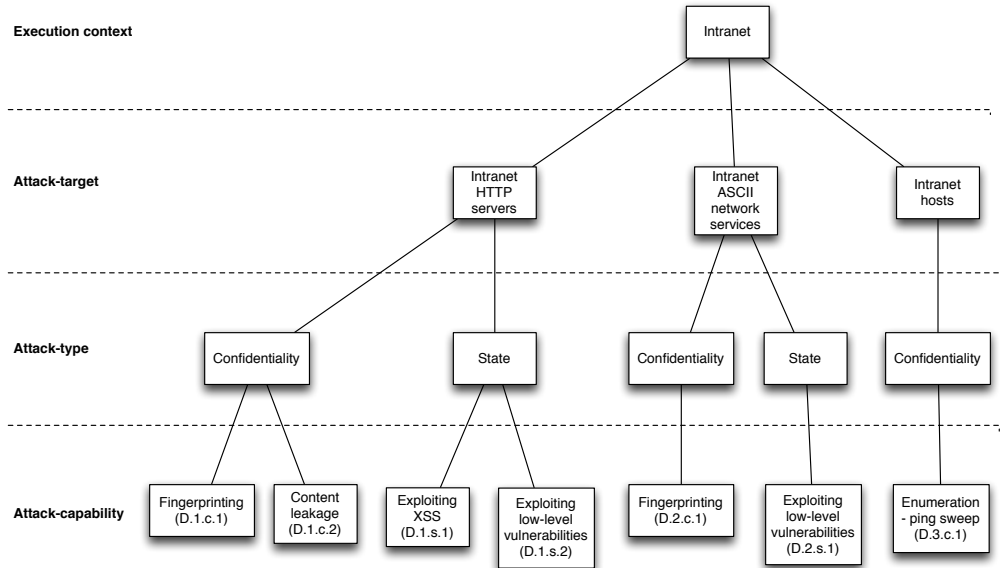 Execution context
Intranet
Attack-target
Intranet
HTTP
servers
Intranet
ASCII
network
services
Intranet
hosts
Attack-type
Confidentiality
State
Confidentiality
State
Confidentiality
Attack-capability
Fingerprinting
(D.1.c.1)
Content
leakage
(D.1.c.2)
Exploiting
XSS
(D.1.s.1)
Exploiting
low-level
vulnerabilities
(D.1.s.2)
Fingerprinting
(D.2.c.1)
Exploiting
low-level
vulnerabilities
(D.2.s.1)
Enumeration
- ping sweep
(D.3.c.1)